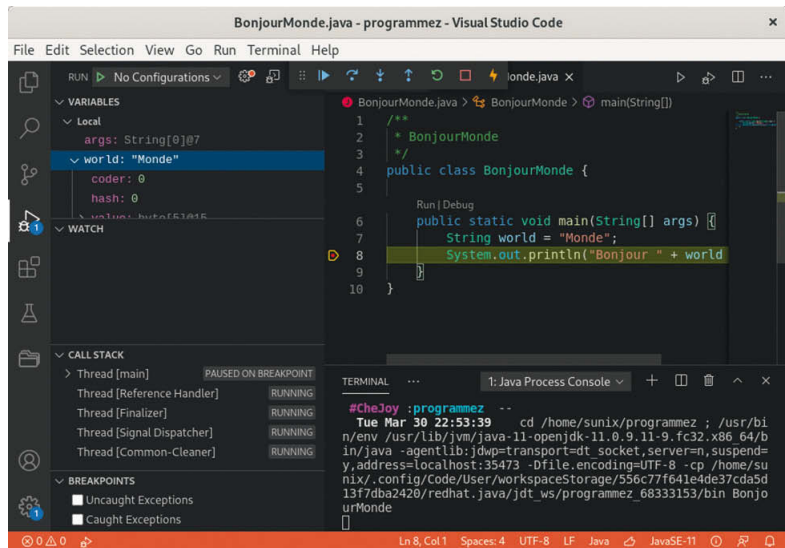 BonjourMonde.java - programmez - Visual Studio Code
File Edit Selection View Go Run Terminal Help
RUN No Configurations
VARIABLES
Local
args: String[0]@7
world: "Monde"
coder: 0
hash: 0
value: byte[5]@15
WATCH
CALL STACK
Thread [main] PAUSED ON BREAKPOINT
Thread [Reference Handler] RUNNING
Thread [Finalizer] RUNNING
Thread [Signal Dispatcher] RUNNING
Thread [Common-Cleaner] RUNNING
BREAKPOINTS
Uncaught Exceptions
Caught Exceptions
1
1
londe.java
BonjourMonde.java > BonjourMonde > main(String[])
1 /**
2 * BonjourMonde
3 */
4 public class BonjourMonde {
5
Run | Debug
6 public static void main(String[] args) {
7 String world = "Monde";
8 System.out.println("Bonjour " + world
9 }
10 }
TERMINAL ... 1: Java Process Console
#CheJoy :programmez --
Tue Mar 30 22:53:39 cd /home/sunix/programmez ; /usr/bi
n/env /usr/lib/jvm/java-11-openjdk-11.0.9.11-9.fc32.x86_64/b
in/java -agentlib:jdwp=transport=dt_socket,server=n,suspend=
y,address=localhost:35473 -Dfile.encoding=UTF-8 -cp /home/su
nix/.config/Code/User/workspaceStorage/556c77f641e4de37cda5d
13f7dba2420/redhat.java/jdt_ws/programmez_68333153/bin Bonjo
urMonde
0 0 Ln 8, Col 1 Spaces: 4 UTF-8 LF Java JavaSE-11